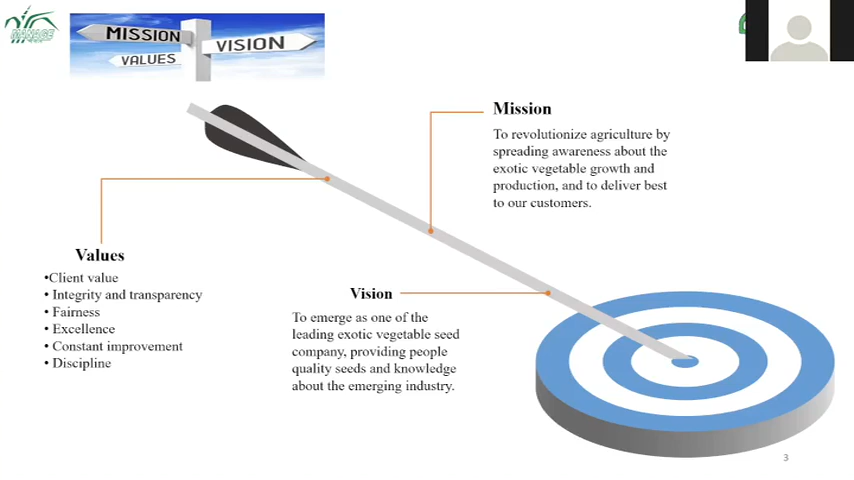 MANAGE
MISSION
VISION
VALUES
Mission
To revolutionize agriculture by
spreading awareness about the
exotic vegetable growth and
production, and to deliver best
to our customers.
Values
•Client value
• Integrity and transparency
• Fairness
• Excellence
• Constant improvement
• Discipline
Vision
To emerge as one of the
leading exotic vegetable seed
company, providing people
quality seeds and knowledge
about the emerging industry.
3